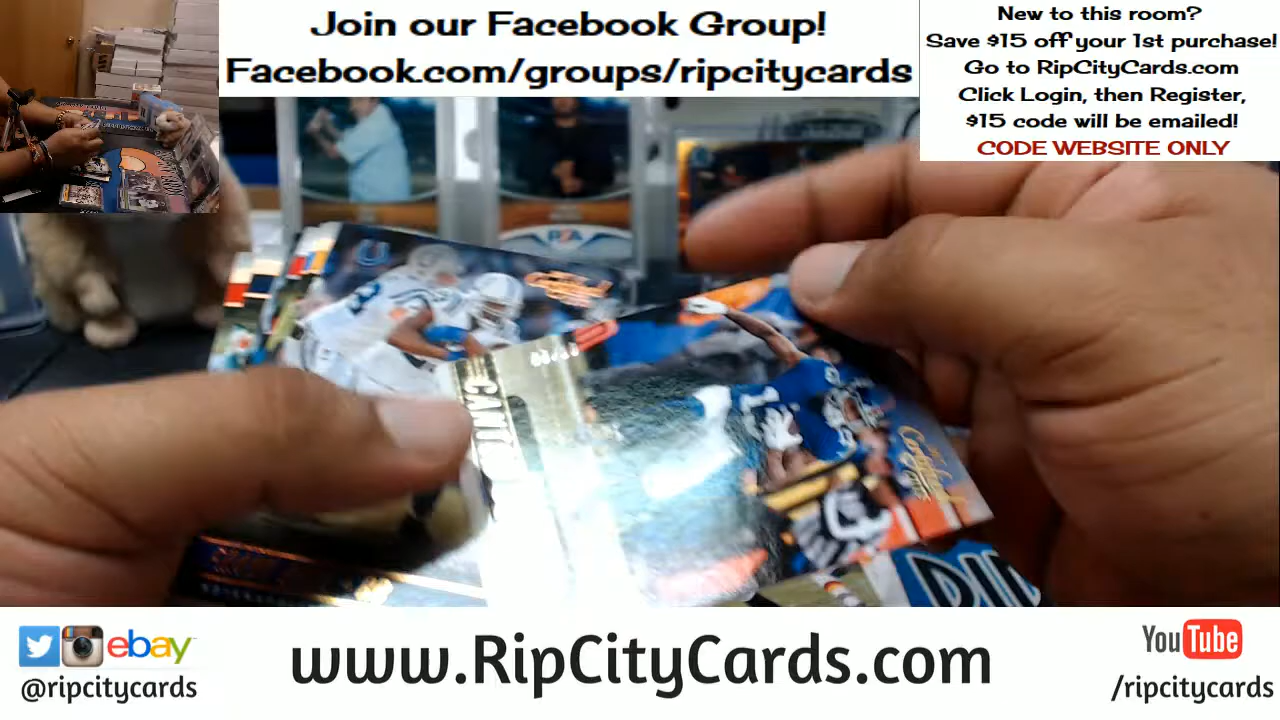 Join our Facebook Group!
Facebook.com/groups/ripcitycards
New to this room?
Save $15 off your 1st purchase!
Go to RipCityCards.com
Click Login, then Register,
$15 code will be emailed!
CODE WEBSITE ONLY
ebay
@ripcitycards
www.RipCityCards.com
YouTube
/ripcitycards